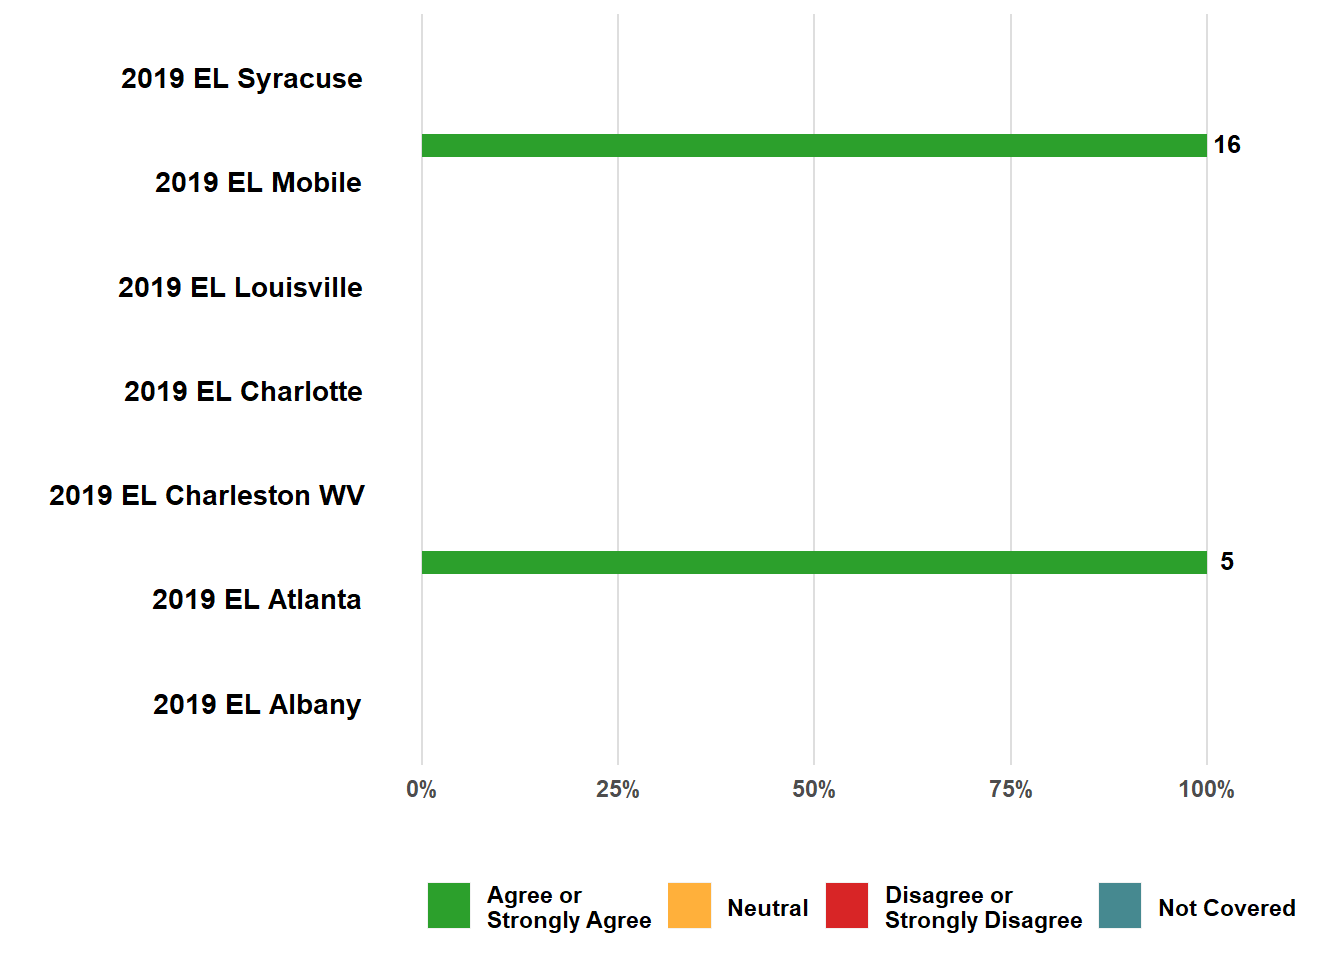 2019 EL Syracuse
16
2019 EL Mobile
2019 EL Louisville
2019 EL Charlotte
2019 EL Charleston WV
5
2019 EL Atlanta
2019 EL Albany
0% 25% 50% 75% 100%
Agree or
Strongly Agree
Neutral
Disagree or
Strongly Disagree
Not Covered